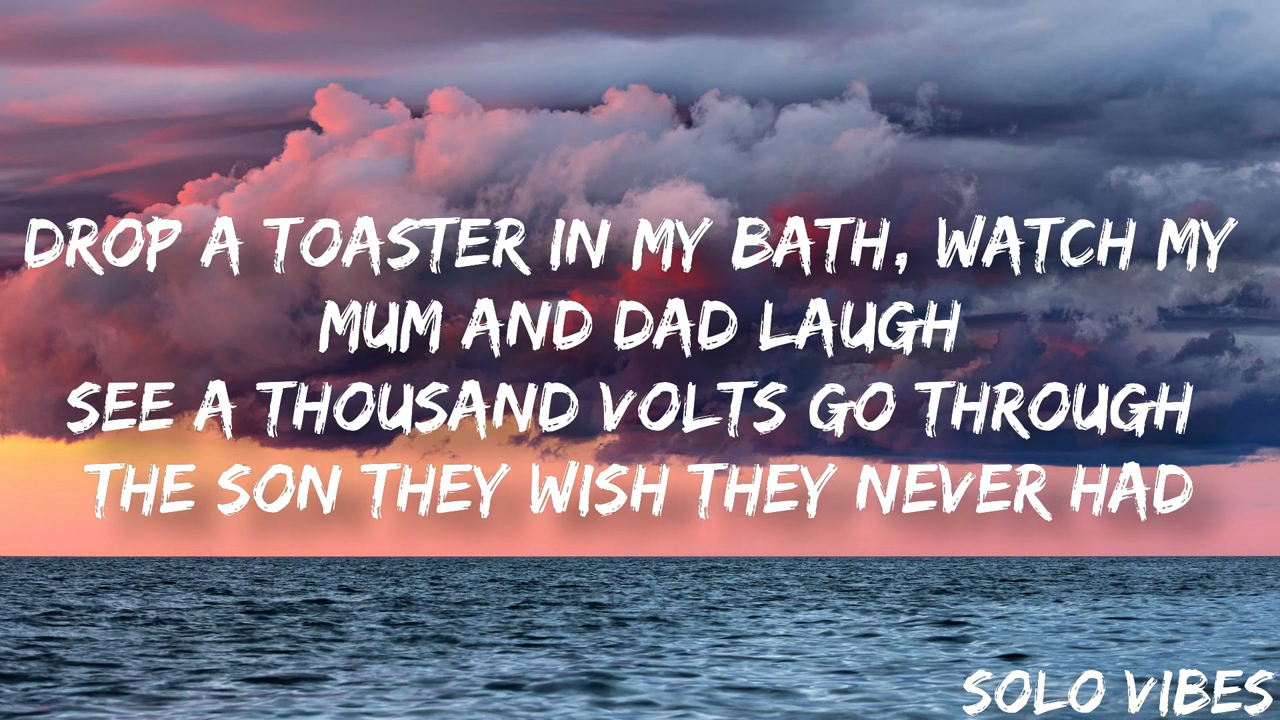 DROP A TOASTER IN MY BATH, WATCH MY
MUM AND DAD LAUGH
SEE A THOUSAND VOLTS GO THROUGH
THE SON THEY WISH THEY NEVER HAD
SOLO VIBES